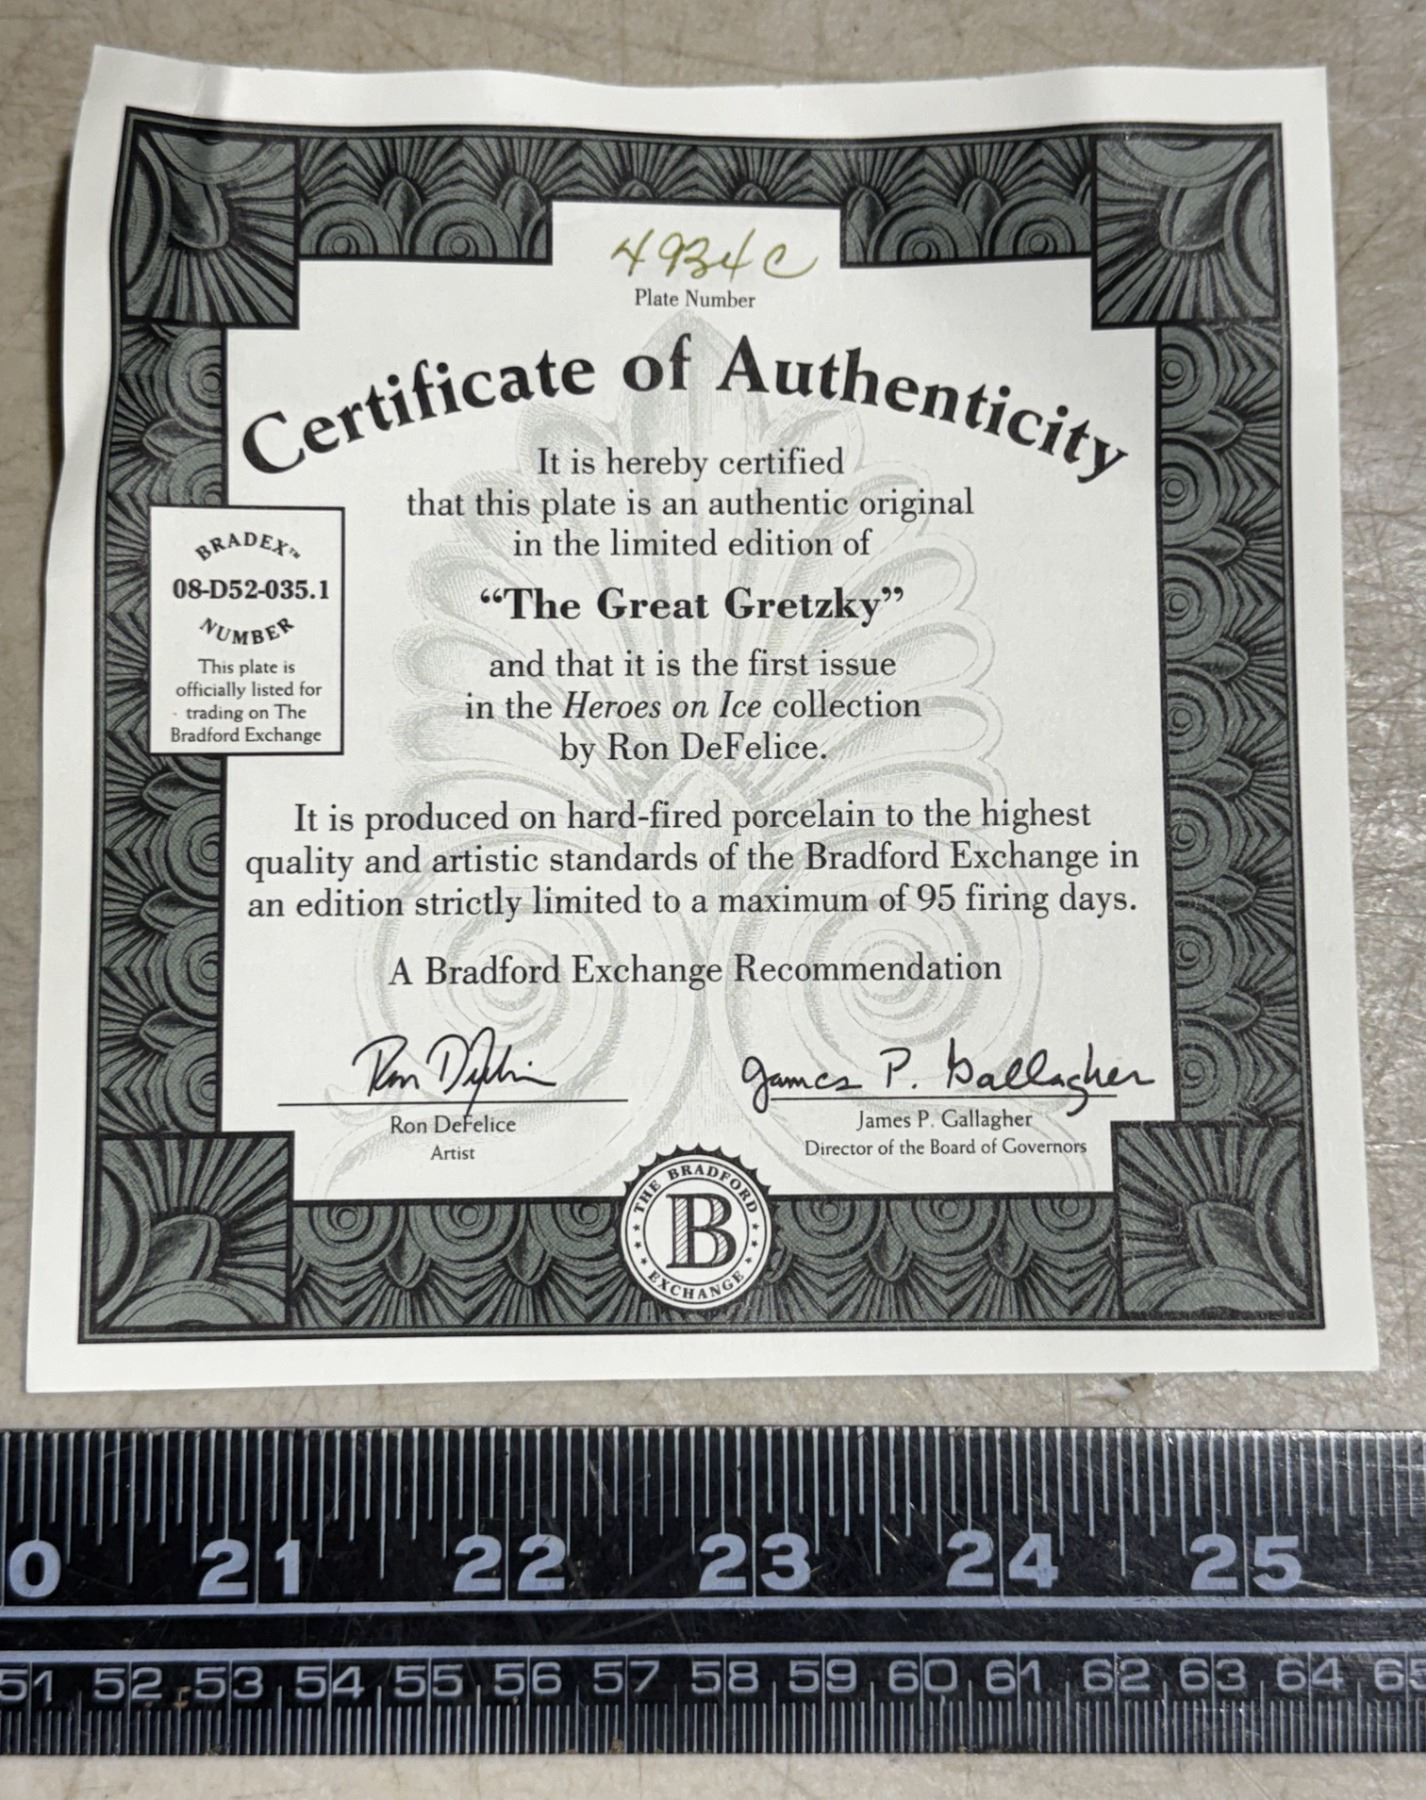 4934C
Plate Number
Certificate of Authenticity
It is hereby certified
that this plate is an authentic original
in the limited edition of
“The Great Gretzky”
and that it is the first issue
in the Heroes on Ice collection
by Ron DeFelice.
BRADEX™
08-D52-035.1
NUMBER
This plate is
officially listed for
trading on The
Bradford Exchange
It is produced on hard-fired porcelain to the highest
quality and artistic standards of the Bradford Exchange in
an edition strictly limited to a maximum of 95 firing days.
A Bradford Exchange Recommendation
Ron DeFelice
James P. Gallagher
Ron DeFelice
Artist
James P. Gallagher
Director of the Board of Governors
THE BRADFORD
B
EXCHANGE
0 21 22 23 24 25
51 52 53 54 55 56 57 58 59 60 61 62 63 64 65